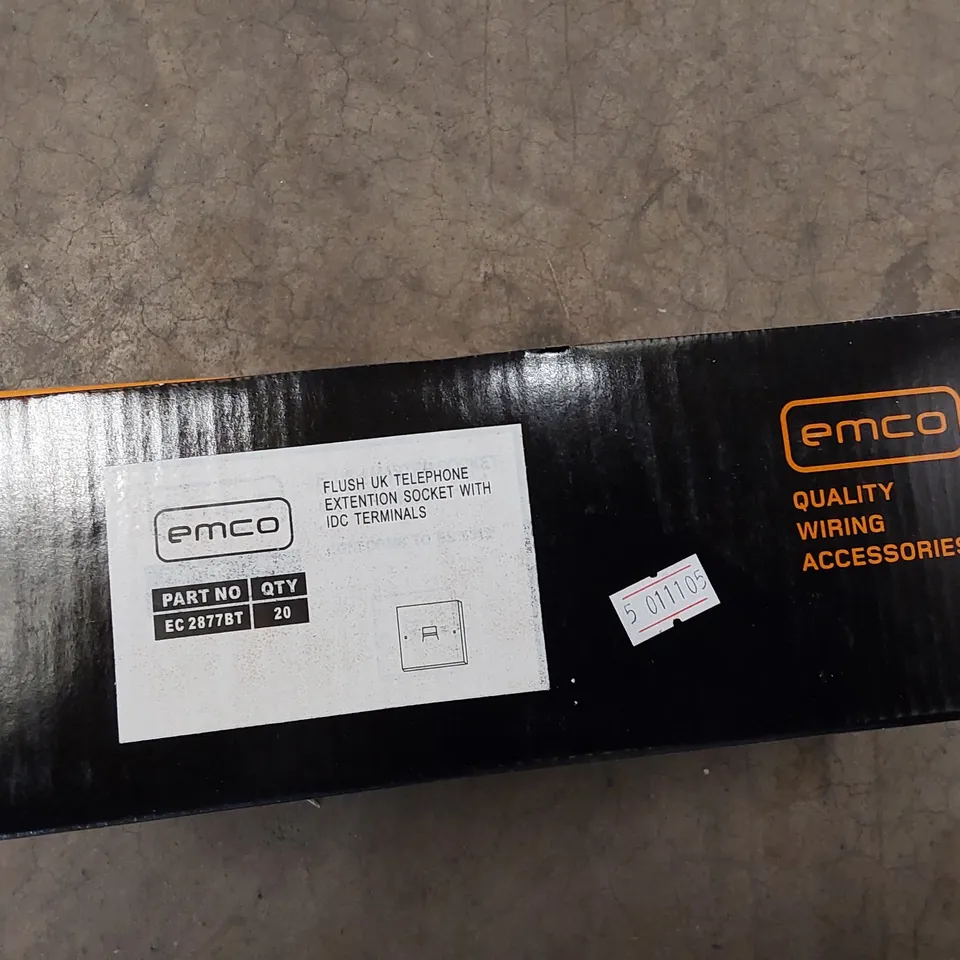 emco
FLUSH UK TELEPHONE
EXTENTION SOCKET WITH
IDC TERMINALS
PART NO QTY
EC 2877BT 20
5 011105
emco
QUALITY
WIRING
ACCESSORIES